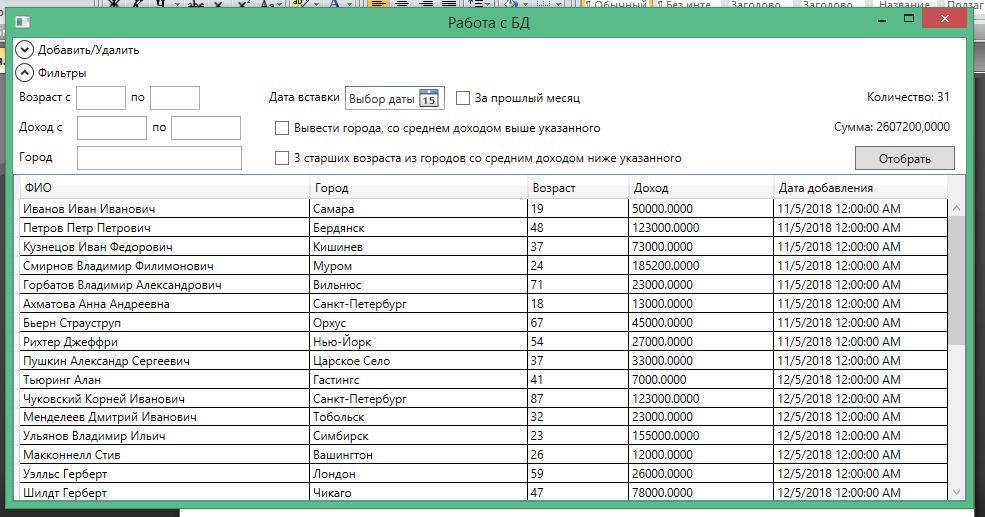 Ж К Ч abc x
¶ Обычный ¶ Без инте... Заголово... Заголово... Название Подзаг
Работа с БД
Добавить/Удалить
Фильтры
Возраст с по Дата вставки Выбор даты 15 За прошлый месяц Количество: 31
Доход с по Вывести города, со среднем доходом выше указанного Сумма: 2607200,0000
Город 3 старших возраста из городов со средним доходом ниже указанного Отобрать
ФИО Город Возраст Доход Дата добавления
Иванов Иван Иванович Самара 19 50000.0000 11/5/2018 12:00:00 AM
Петров Петр Петрович Бердянск 48 123000.0000 11/5/2018 12:00:00 AM
Кузнецов Иван Федорович Кишинев 37 73000.0000 11/5/2018 12:00:00 AM
Смирнов Владимир Филимонович Муром 24 185200.0000 11/5/2018 12:00:00 AM
Горбатов Владимир Александрович Вильнюс 71 23000.0000 11/5/2018 12:00:00 AM
Ахматова Анна Андреевна Санкт-Петербург 18 13000.0000 11/5/2018 12:00:00 AM
Бьерн Страуструп Орхус 67 45000.0000 11/5/2018 12:00:00 AM
Рихтер Джеффри Нью-Йорк 54 27000.0000 11/5/2018 12:00:00 AM
Пушкин Александр Сергеевич Царское Село 37 33000.0000 11/5/2018 12:00:00 AM
Тьюринг Алан Гастингс 41 7000.0000 12/5/2018 12:00:00 AM
Чуковский Корней Иванович Санкт-Петербург 87 123000.0000 12/5/2018 12:00:00 AM
Менделеев Дмитрий Иванович Тобольск 32 23000.0000 12/5/2018 12:00:00 AM
Ульянов Владимир Ильич Симбирск 23 155000.0000 12/5/2018 12:00:00 AM
Макконнелл Стив Вашингтон 26 12000.0000 12/5/2018 12:00:00 AM
Уэлльс Герберт Лондон 59 26000.0000 12/5/2018 12:00:00 AM
Шилдт Герберт Чикаго 47 78000.0000 12/5/2018 12:00:00 AM